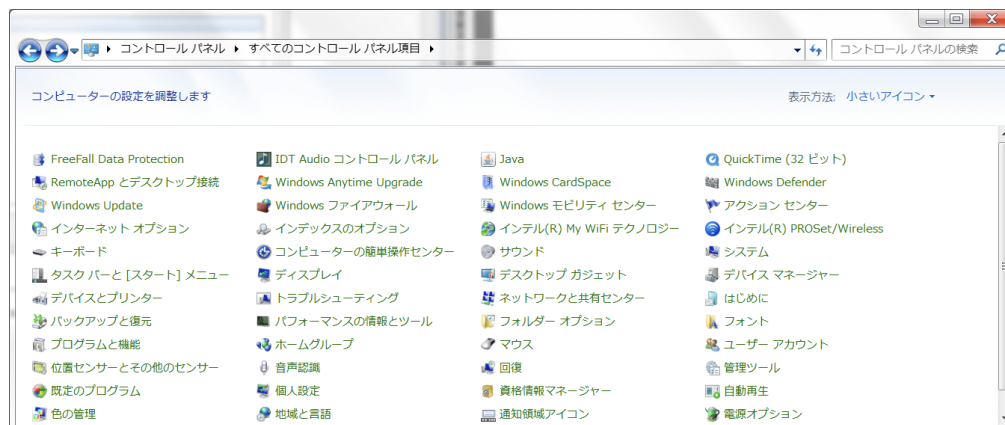 コントロール パネル すべてのコントロール パネル項目 コントロール パネルの検索
コンピューターの設定を調整します 表示方法: 小さいアイコン
FreeFall Data Protection IDT Audio コントロール パネル Java QuickTime (32 ビット)
RemoteApp とデスクトップ接続 Windows Anytime Upgrade Windows CardSpace Windows Defender
Windows Update Windows ファイアウォール Windows モビリティ センター アクション センター
インターネット オプション インデックスのオプション インテル(R) My WiFi テクノロジー インテル(R) PROSet/Wireless
キーボード コンピューターの簡単操作センター サウンド システム
タスク バーと [スタート] メニュー ディスプレイ デスクトップ ガジェット デバイス マネージャー
デバイスとプリンター トラブルシューティング ネットワークと共有センター はじめに
バックアップと復元 パフォーマンスの情報とツール フォルダー オプション フォント
プログラムと機能 ホームグループ マウス ユーザー アカウント
位置センサーとその他のセンサー 音声認識 回復 管理ツール
既定のプログラム 個人設定 資格情報マネージャー 自動再生
色の管理 地域と言語 通知領域アイコン 電源オプション